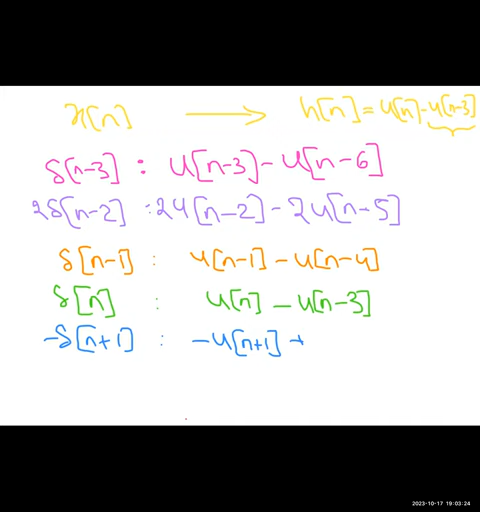 x[n] → h[n] = u[n] - u[n-3]
δ[n-3] : u[n-3] - u[n-6]
2δ[n-2] : 2u[n-2] - 2u[n-5]
δ[n-1] : u[n-1] - u[n-4]
δ[n] : u[n] - u[n-3]
-δ[n+1] : -u[n+1] +
2023-10-17 19:03:24